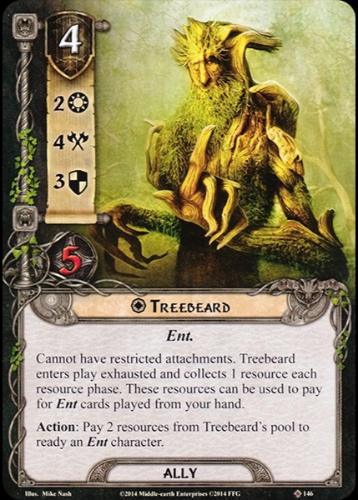 4
2
4
3
5
TREEBEARD
Ent.
Cannot have restricted attachments. Treebeard
enters play exhausted and collects 1 resource each
resource phase. These resources can be used to pay
for Ent cards played from your hand.
Action: Pay 2 resources from Treebeard's pool to
ready an Ent character.
ALLY
Illus. Mike Nash ©2014 Middle-earth Enterprises ©2014 FFG 146